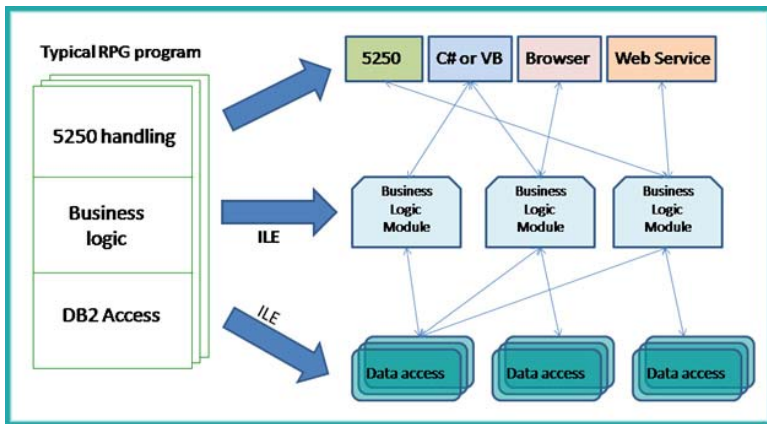 Typical RPG program
5250 handling
Business
logic
DB2 Access
ILE
ILE
5250
C# or VB
Browser
Web Service
Business
Logic
Module
Business
Logic
Module
Business
Logic
Module
Data access
Data access
Data access